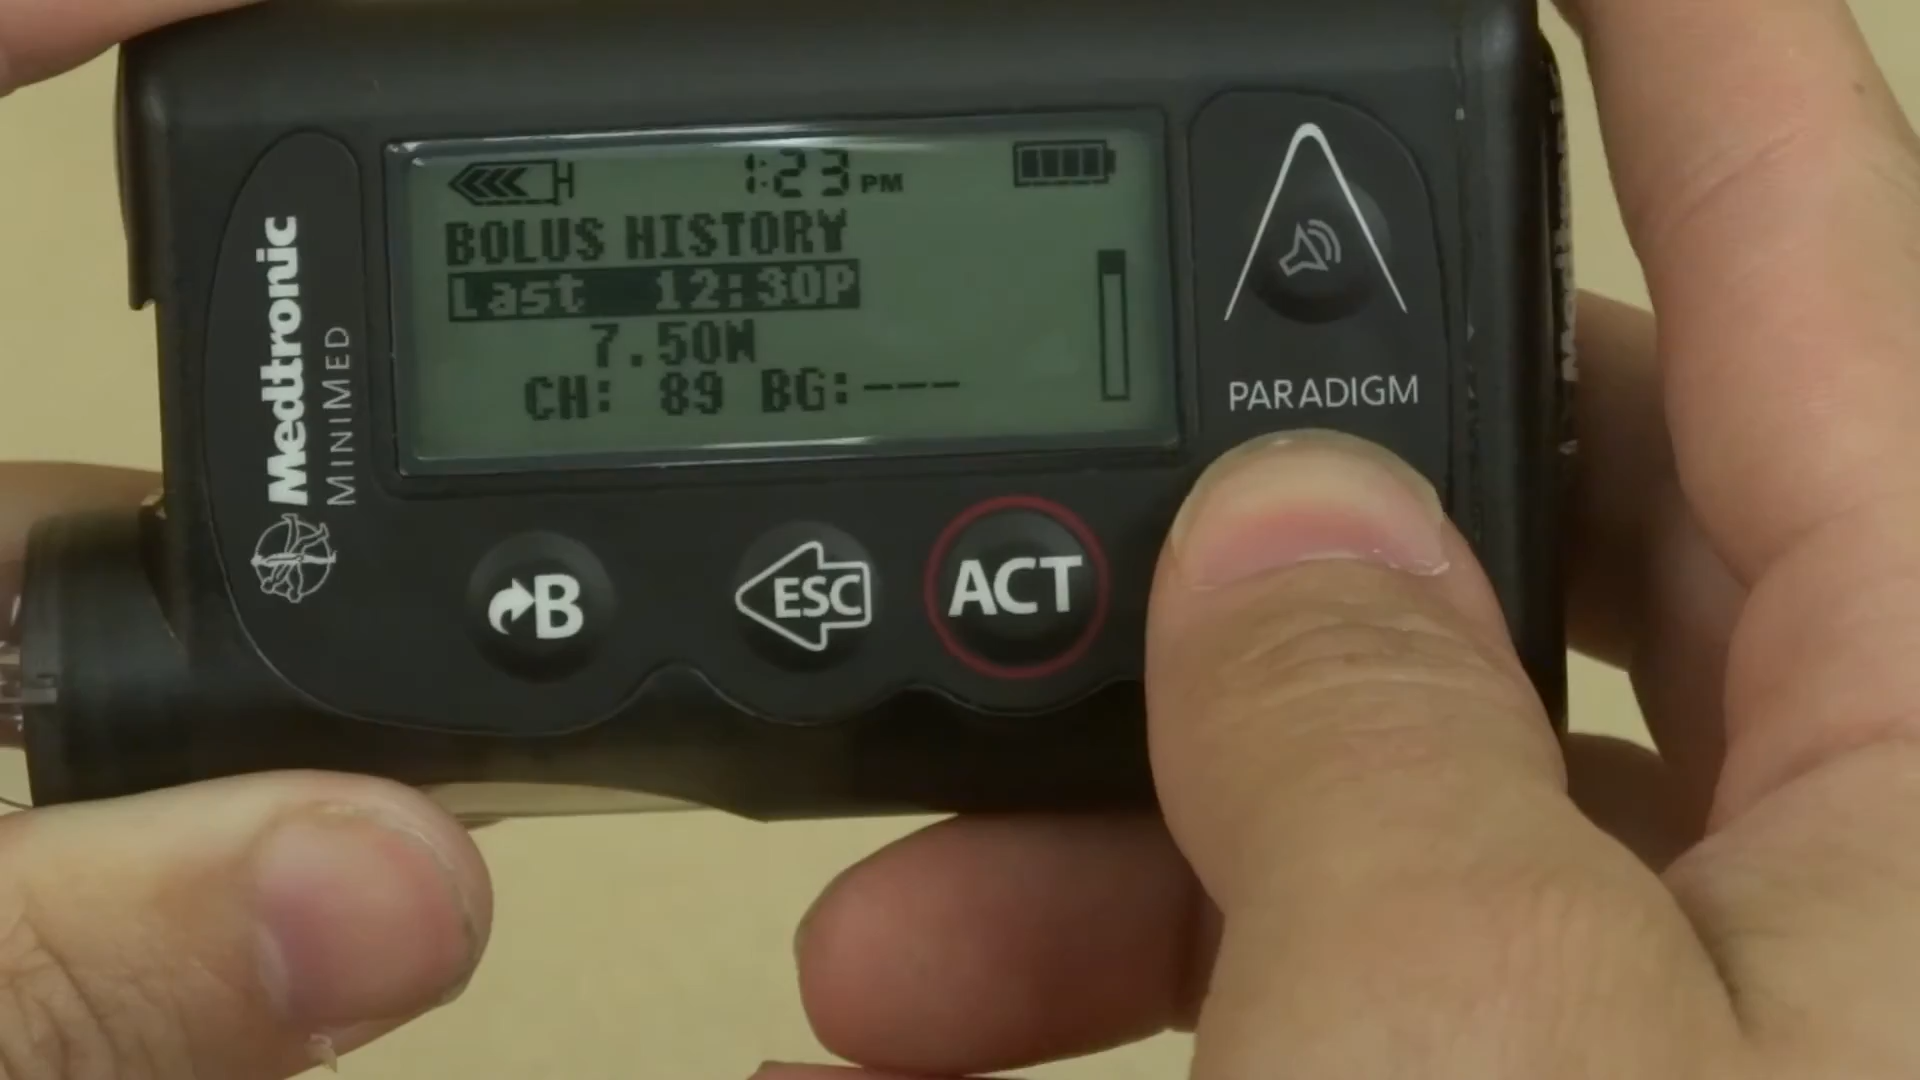 1:23 PM
BOLUS HISTORY
Last 12:30P
7.50N
CH: 89 BG:---
Medtronic
MINIMED
PARADIGM
B
ESC
ACT